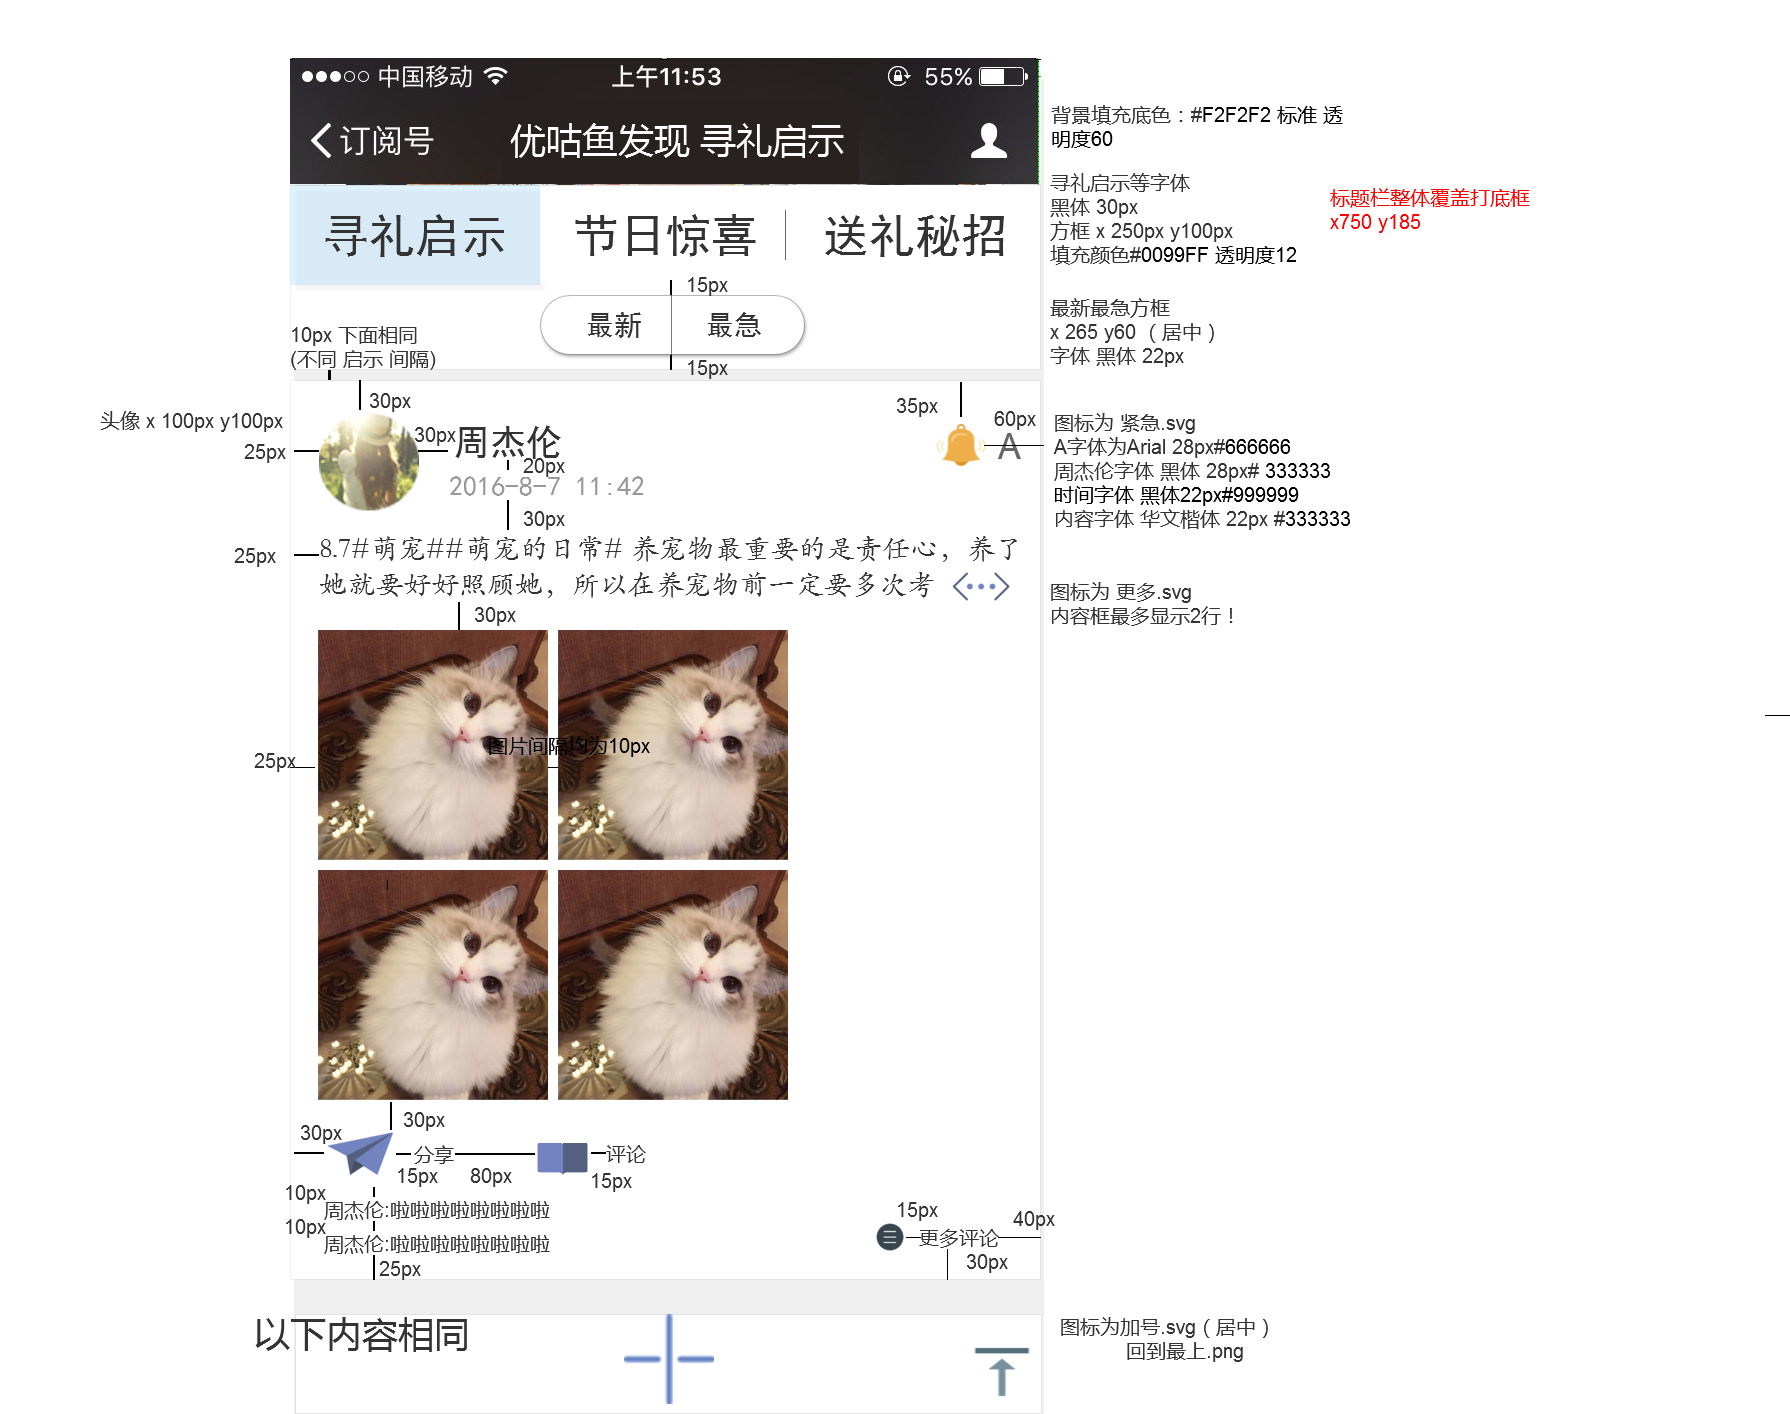 中国移动
上午11:53
55%
订阅号
优咕鱼发现 寻礼启示
背景填充底色：#F2F2F2 标准 透
明度60
寻礼启示等字体
黑体 30px
方框 x 250px y100px
填充颜色#0099FF 透明度12
标题栏整体覆盖打底框
x750 y185
寻礼启示
节日惊喜
送礼秘招
15px
最新
最急
15px
最新最急方框
x 265 y60 （居中）
字体 黑体 22px
10px 下面相同
(不同 启示 间隔)
头像 x 100px y100px
25px
30px
30px
周杰伦
20px
2016-8-7 11:42
30px
35px
60px
A
图标为 紧急.svg
A字体为Arial 28px#666666
周杰伦字体 黑体 28px# 333333
时间字体 黑体22px#999999
内容字体 华文楷体 22px #333333
25px
8.7#萌宠##萌宠的日常# 养宠物最重要的是责任心，养了
她就要好好照顾她，所以在养宠物前一定要多次考
图标为 更多.svg
内容框最多显示2行！
30px
图片间隔均为10px
25px
30px
30px
分享
评论
15px
80px
15px
10px
周杰伦:啦啦啦啦啦啦啦啦
10px
周杰伦:啦啦啦啦啦啦啦啦
25px
15px
40px
更多评论
30px
以下内容相同
图标为加号.svg（居中）
回到最上.png